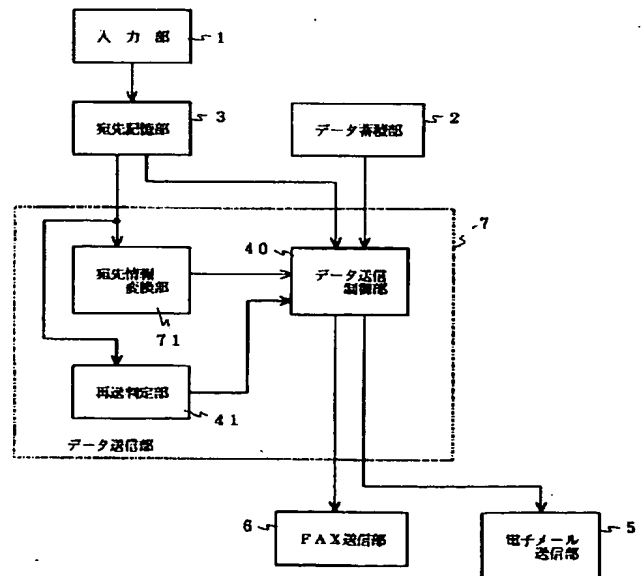 入力部
1
宛先記憶部
3
データ蓄積部
2
7
40
宛先情報
変換部
データ送信
制御部
71
再送判定部
41
データ送信部
6
FAX送信部
電子メール
送信部
5